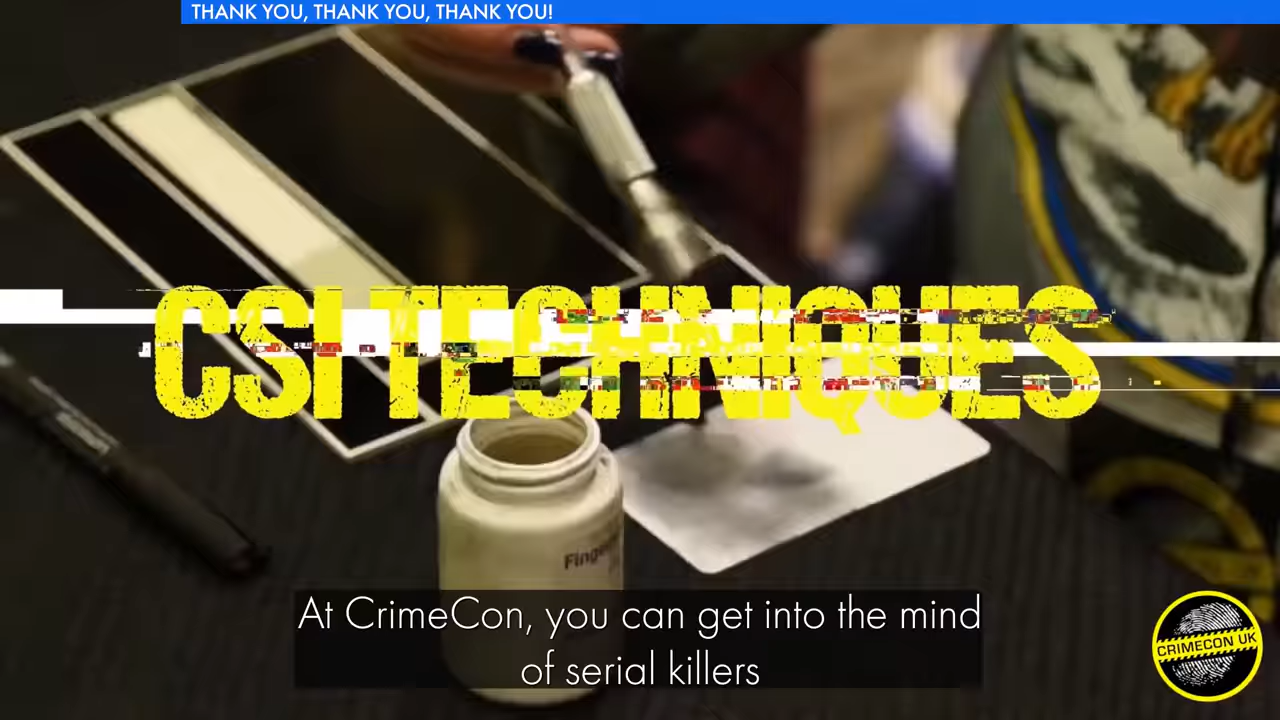 THANK YOU, THANK YOU, THANK YOU!
CSI TECHNIQUES
At CrimeCon, you can get into the mind
of serial killers
CRIMECON UK